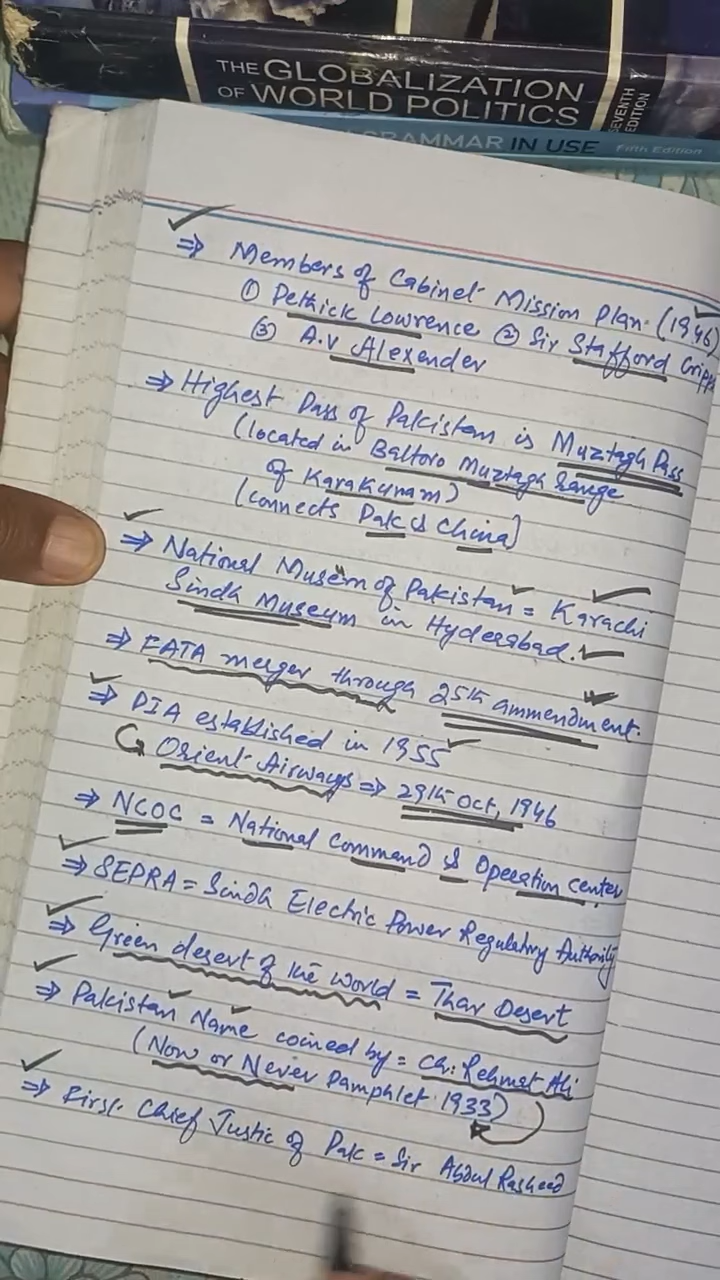 THE GLOBALIZATION
OF WORLD POLITICS
SEVENTH
EDITION
GRAMMAR IN USE Fifth Edition
⇒ Members of Cabinet Mission Plan. (1946)
① Pethick Lowrence ② Sir Stafford Cripps
③ A.V Alexender
⇒ Highest Pass of Pakistan is Muztagh Pass
(located in Baltoro Muztagh Range
of Karakuram)
(connects Pak & China)
⇒ National Museum of Pakistan = Karachi
Sindh Museum in Hyderabad.
⇒ FATA merger through 25th ammendment.
⇒ PIA established in 1955
Orient Airways ⇒ 29th Oct, 1946
⇒ NCOC = National Command & Operation Center
⇒ SEPRA = Sindh Electric Power Regulatry Authority
⇒ Green desert of the world = Thar Desert
⇒ Pakistan Name coined by = Ch: Rehmat Ali
(Now or Never Pamphlet 1933)
⇒ First Chief Justic of Pak = Sir Abdul Rasheed